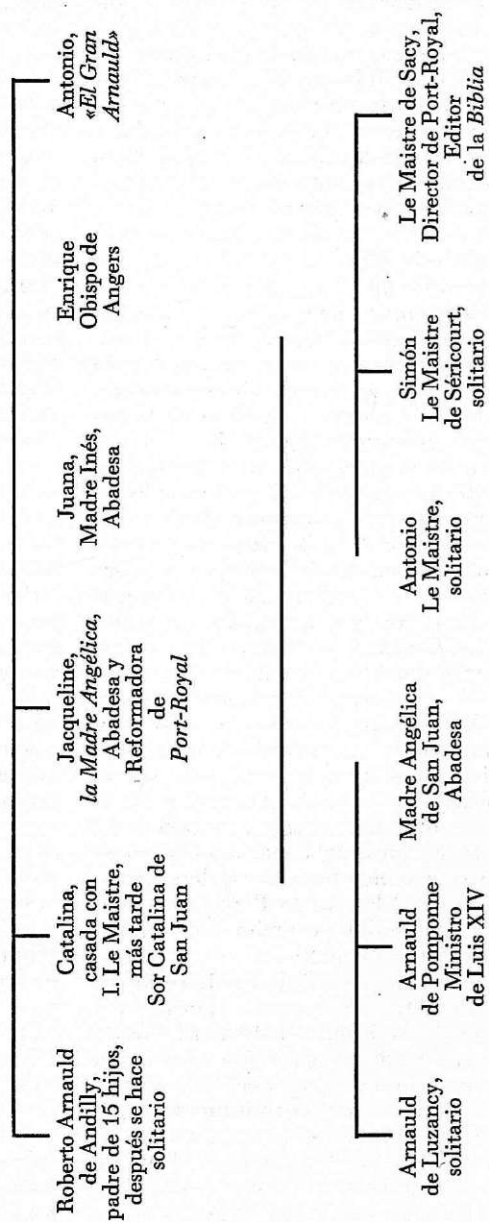 Roberto Arnauld
de Andilly,
padre de 15 hijos,
después se hace
solitario
Catalina,
casada con
I. Le Maistre,
más tarde
Sor Catalina de
San Juan
Jacqueline,
la Madre Angélica,
Abadesa y
Reformadora
de
Port-Royal
Juana,
Madre Inés,
Abadesa
Enrique
Obispo de
Angers
Antonio,
«El Gran
Arnauld»
Arnauld
de Luzancy,
solitario
Arnauld
de Pomponne
Ministro
de Luis XIV
Madre Angélica
de San Juan,
Abadesa
Antonio
Le Maistre,
solitario
Simón
Le Maistre
de Séricourt,
solitario
Le Maistre de Sacy,
Director de Port-Royal,
Editor
de la Biblia